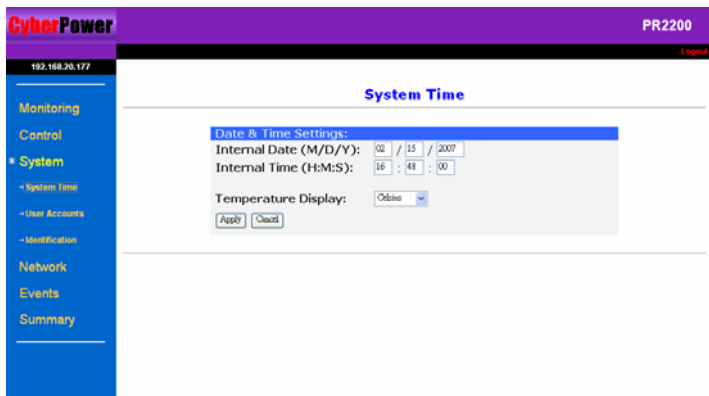 CyberPower
PR2200
Logout
192.168.20.177
Monitoring
Control
System
System Time
User Accounts
Identification
Network
Events
Summary
System Time
Date & Time Settings:
Internal Date (M/D/Y): 02 / 15 / 2007
Internal Time (H:M:S): 16 : 48 : 00
Temperature Display: Celsius
Apply Cancel